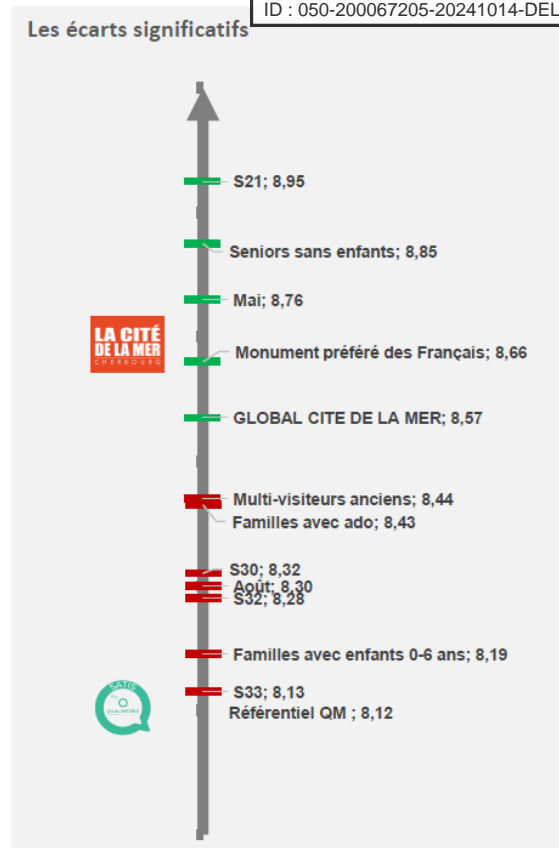 ID : 050-200067205-20241014-DEL
Les écarts significatifs
S21; 8,95
Seniors sans enfants; 8,85
Mai; 8,76
LA CITÉ
DE LA MER
CHERBOURG
Monument préféré des Français; 8,66
GLOBAL CITE DE LA MER; 8,57
Multi-visiteurs anciens; 8,44
Familles avec ado; 8,43
S30; 8,32
Août; 8,30
S32; 8,28
Familles avec enfants 0-6 ans; 8,19
SATIS
S33; 8,13
Référentiel QM ; 8,12